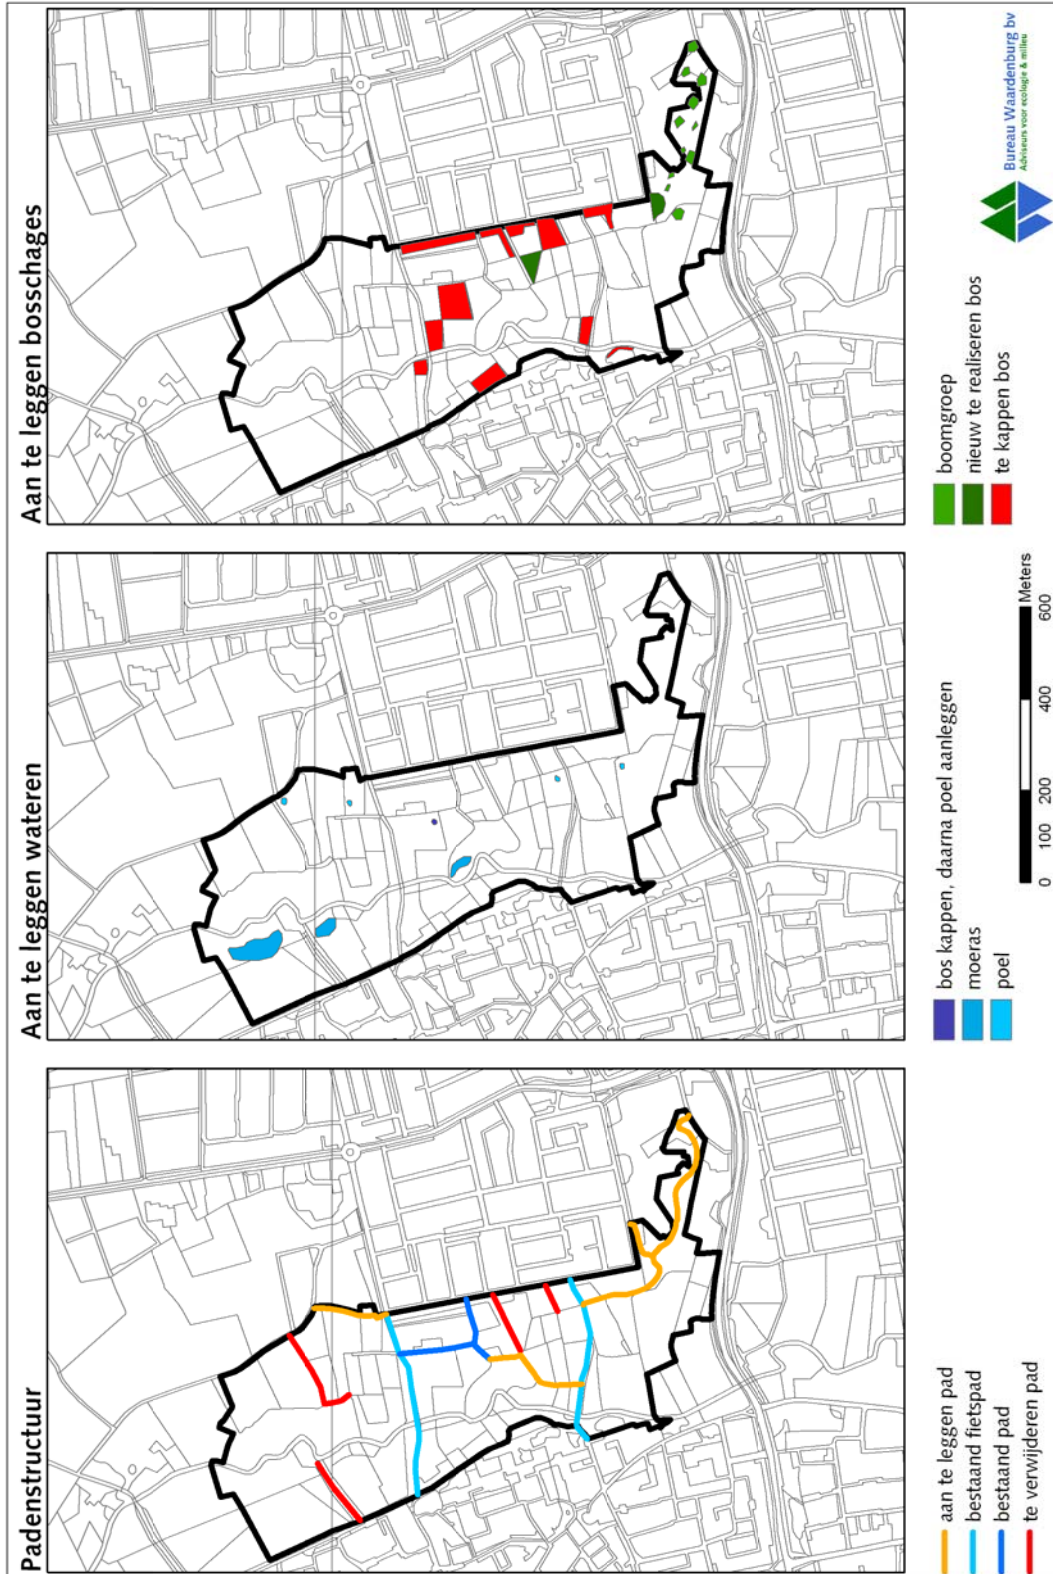 Padenstructuur
aan te leggen pad
bestaand fietspad
bestaand pad
te verwijderen pad
Aan te leggen wateren
bos kappen, daarna poel aanleggen
moeras
poel
0 100 200 400 600
Meters
Aan te leggen bosschages
boomgroep
nieuw te realiseren bos
te kappen bos
Bureau Waardenburg bv
Adviseurs voor ecologie & milieu